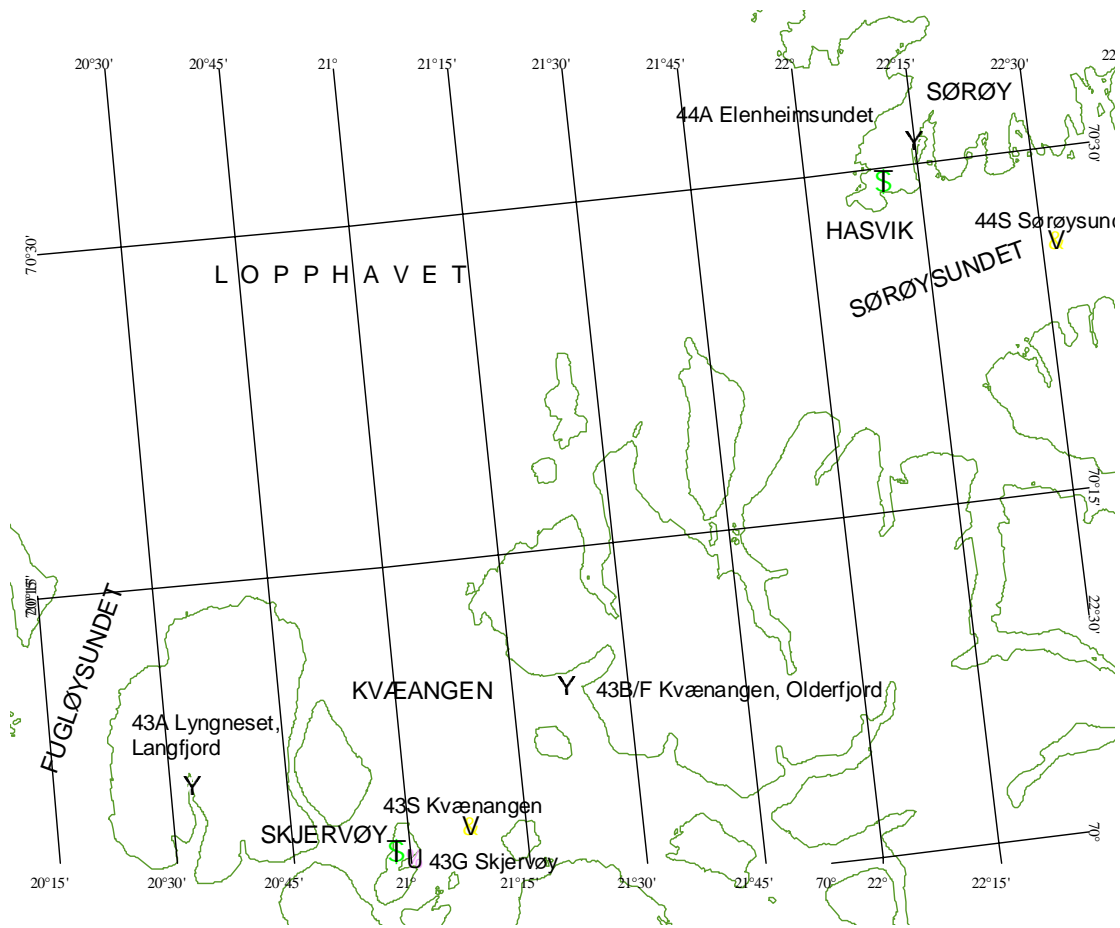 20°30'
20°45'
21°
21°15'
21°30'
21°45'
22°
22°15'
22°30'
22
SØRØY
44A Elenheimsundet
Y
70°30'
S
T
HASVIK
44S Sørøysund
V
70°30'
L O P P H A V E T
SØRØYSUNDET
70°15'
70°15'
FUGLØYSUNDET
22°30'
KVÆANGEN
Y
43B/F Kvænangen, Olderfjord
43A Lyngneset,
Langfjord
Y
43S Kvænangen
V
SKJERVØY
S
T
U
43G Skjervøy
70°
20°15'
20°30'
20°45'
21°
21°15'
21°30'
21°45'
70°
22°
22°15'